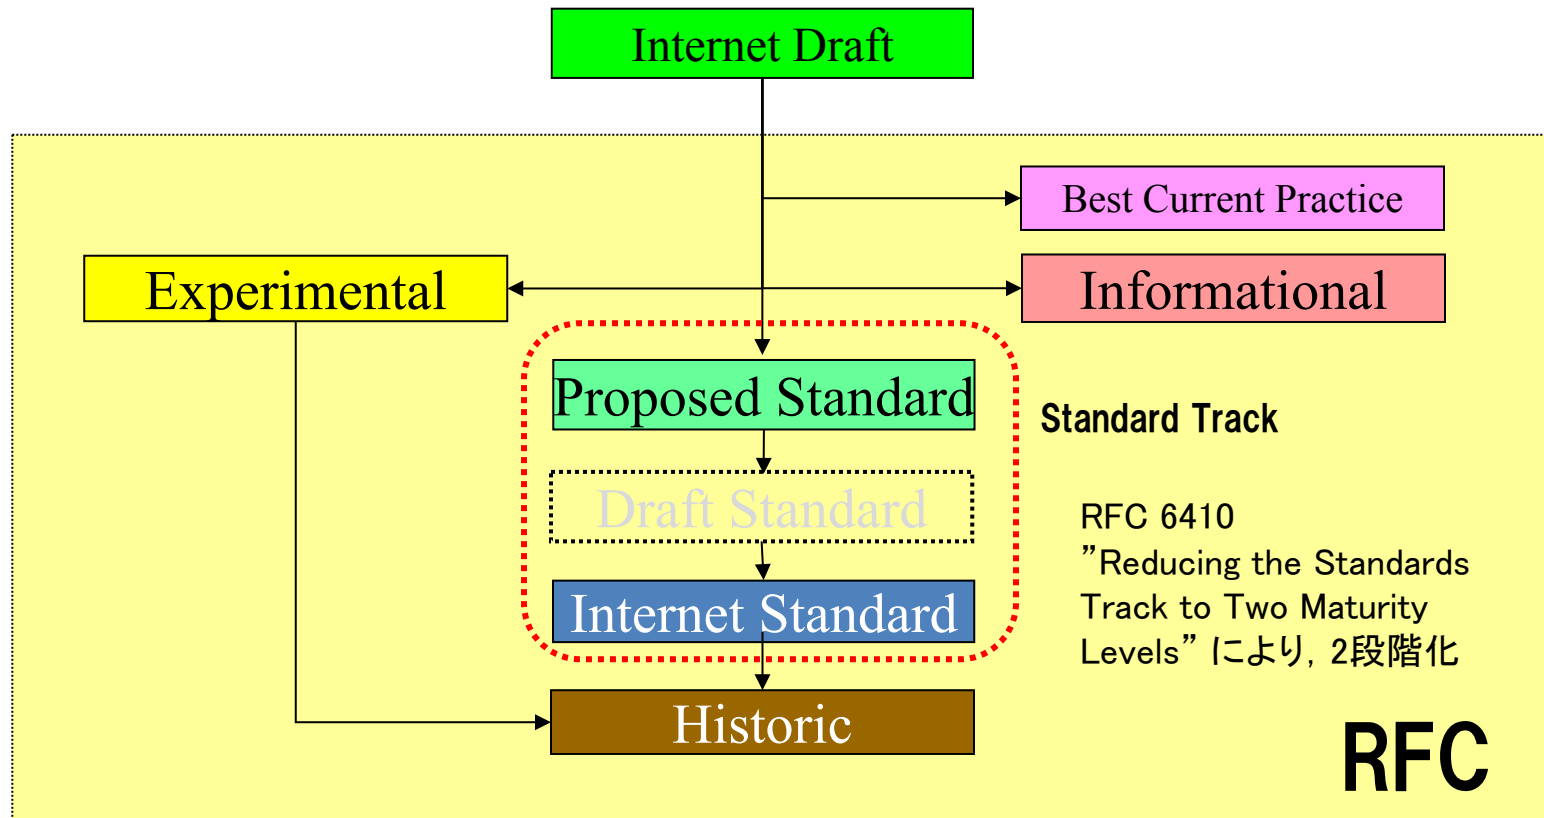 Internet Draft
Best Current Practice
Experimental
Informational
Proposed Standard
Standard Track
Draft Standard
RFC 6410
”Reducing the Standards
Track to Two Maturity
Levels” により, 2段階化
Internet Standard
Historic
RFC